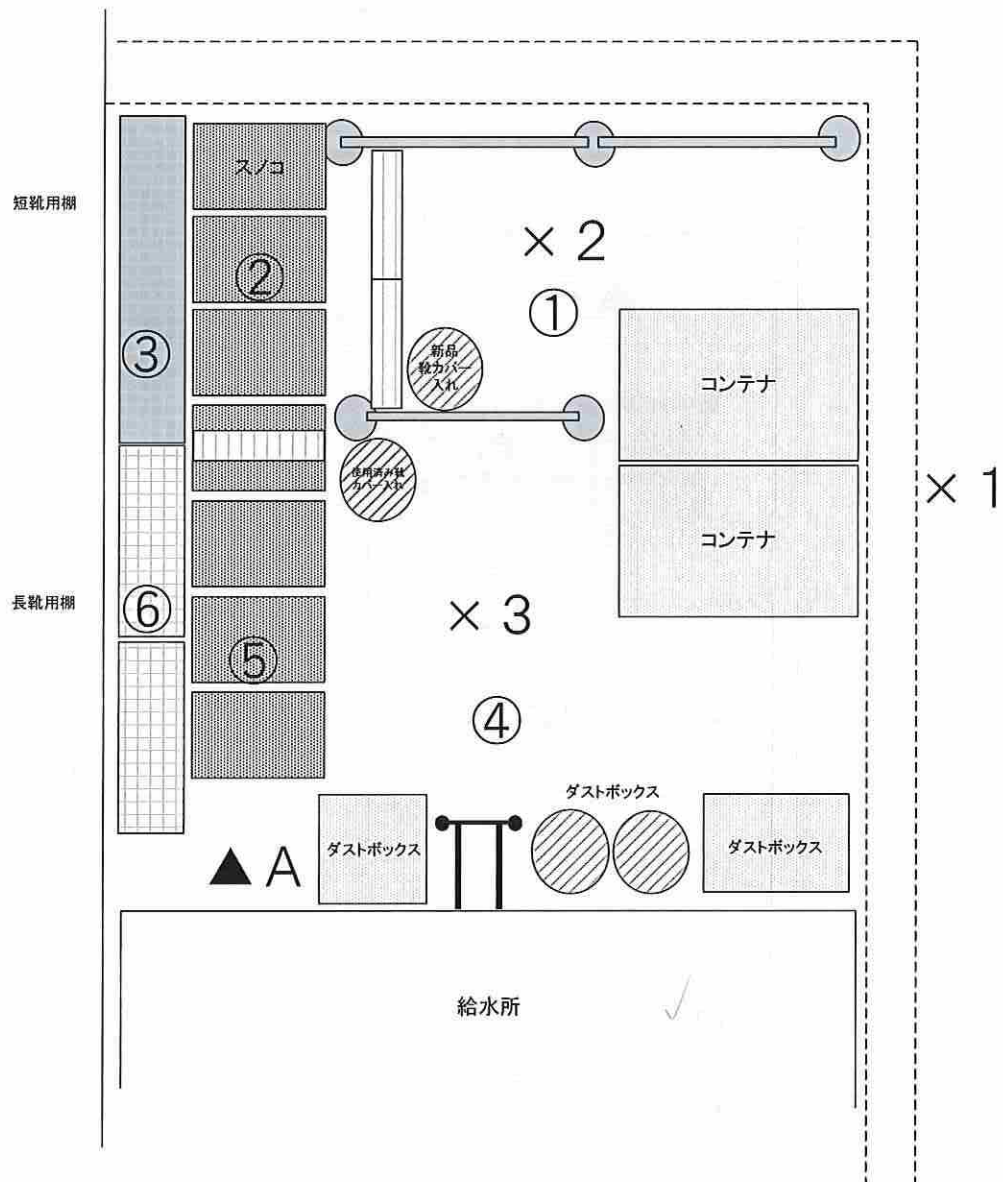 スノコ
短靴用棚
×2
②
①
③
新品
靴カバー
入れ
コンテナ
使用済み靴
カバー入れ
×1
コンテナ
長靴用棚
⑥
×3
⑤
④
ダストボックス
ダストボックス
ダストボックス
▲A
給水所